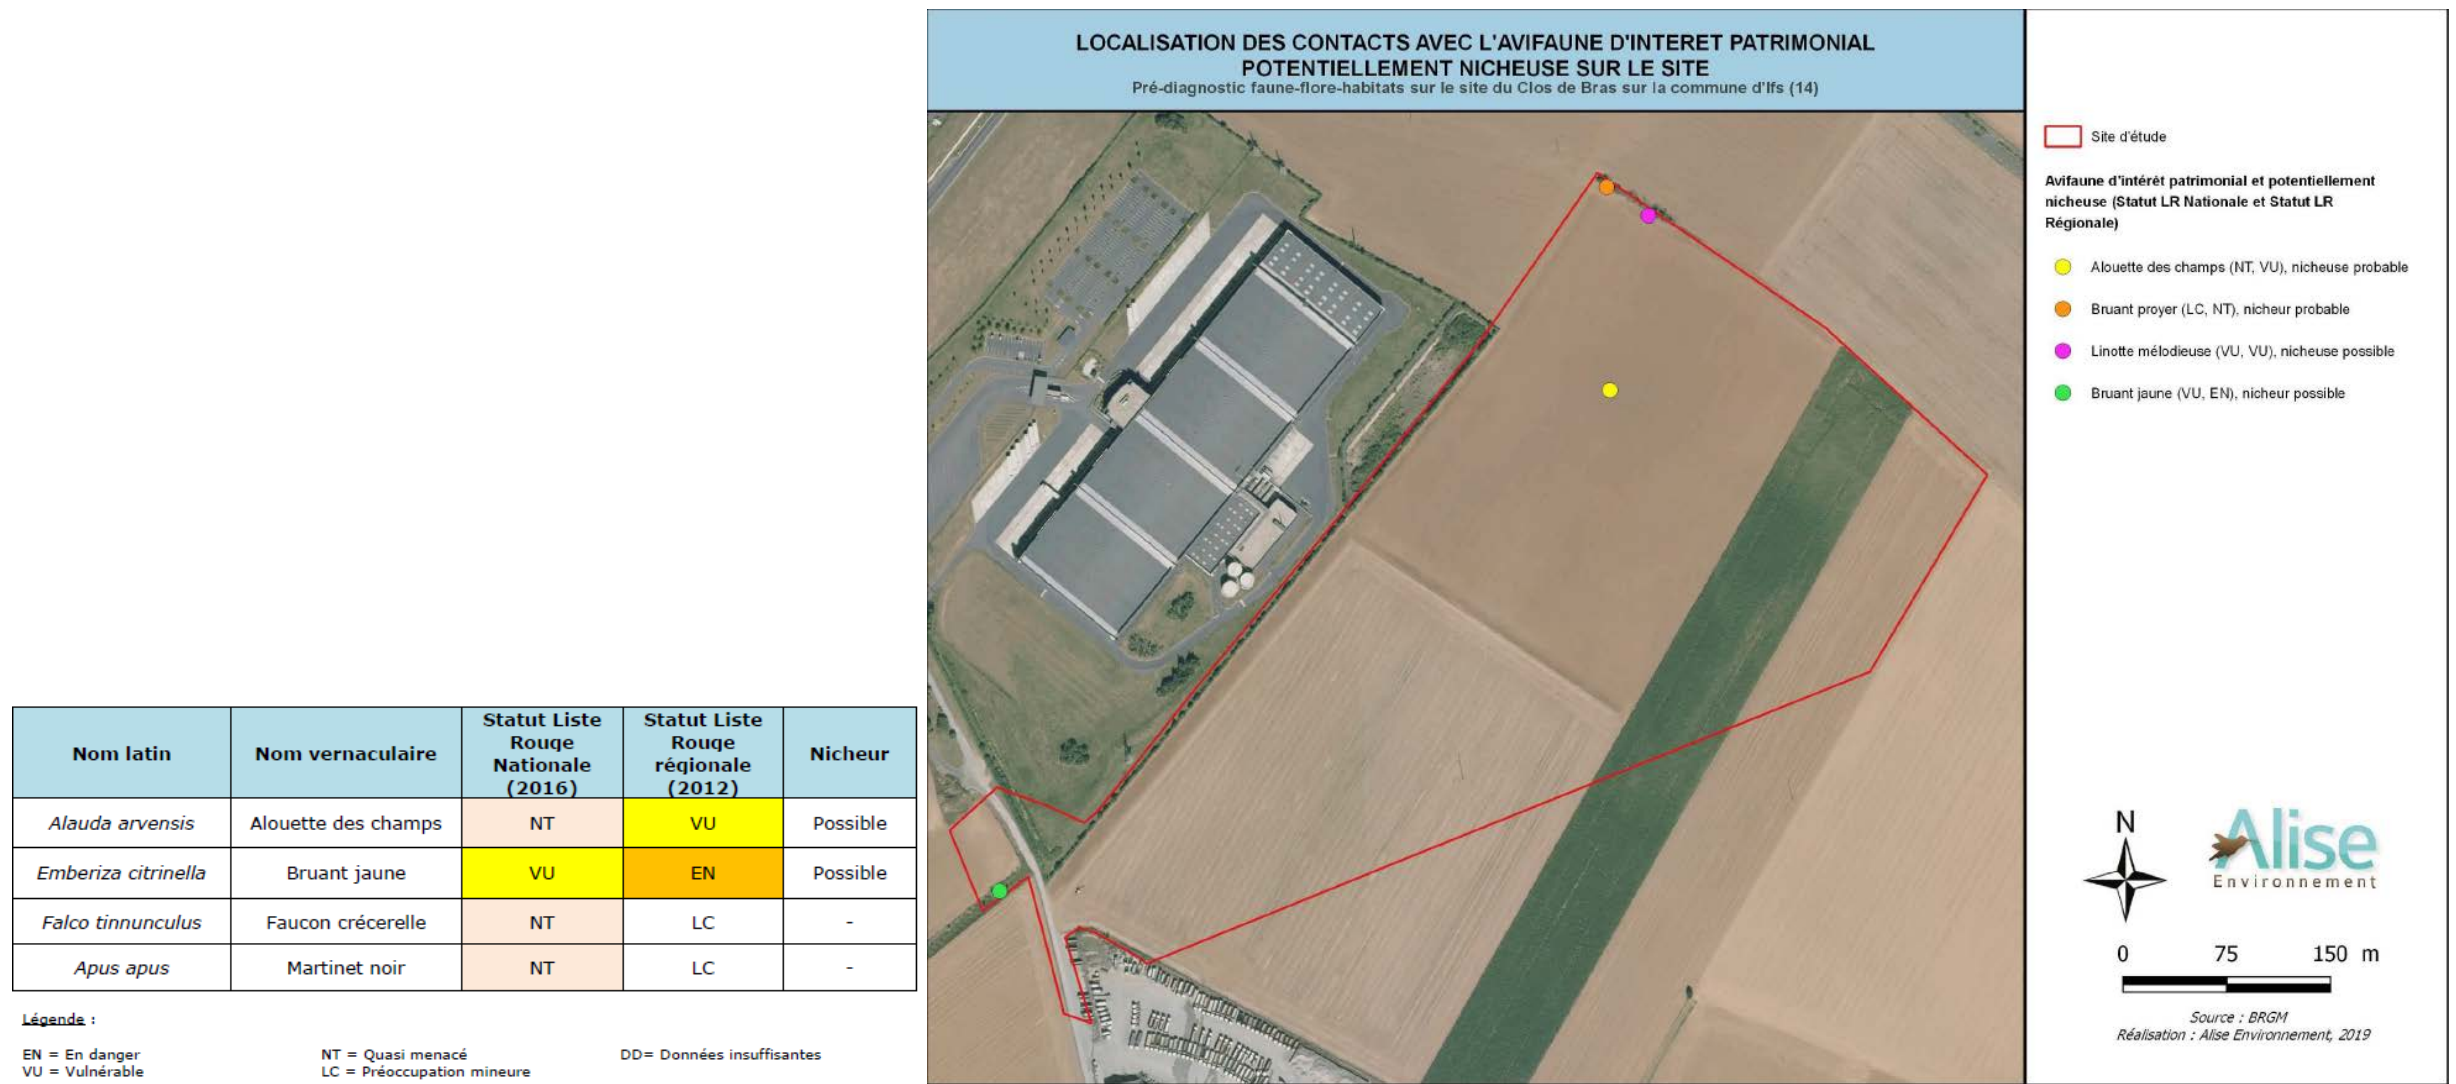 LOCALISATION DES CONTACTS AVEC L'AVIFAUNE D'INTERET PATRIMONIAL
POTENTIELLEMENT NICHEUSE SUR LE SITE
Pré-diagnostic faune-flore-habitats sur le site du Clos de Bras sur la commune d'Ifs (14)
Site d'étude
Avifaune d'intérêt patrimonial et potentiellement
nicheuse (Statut LR Nationale et Statut LR
Régionale)
Alouette des champs (NT, VU), nicheuse probable
Bruant proyer (LC, NT), nicheur probable
Linotte mélodieuse (VU, VU), nicheuse possible
Bruant jaune (VU, EN), nicheur possible
N
Alise
Environnement
0 75 150 m
Source : BRGM
Réalisation : Alise Environnement, 2019
Nom latin Nom vernaculaire Statut Liste Rouge Nationale (2016) Statut Liste Rouge régionale (2012) Nicheur
Alauda arvensis Alouette des champs NT VU Possible
Emberiza citrinella Bruant jaune VU EN Possible
Falco tinnunculus Faucon crécerelle NT LC -
Apus apus Martinet noir NT LC -
Légende :
EN = En danger NT = Quasi menacé DD= Données insuffisantes
VU = Vulnérable LC = Préoccupation mineure